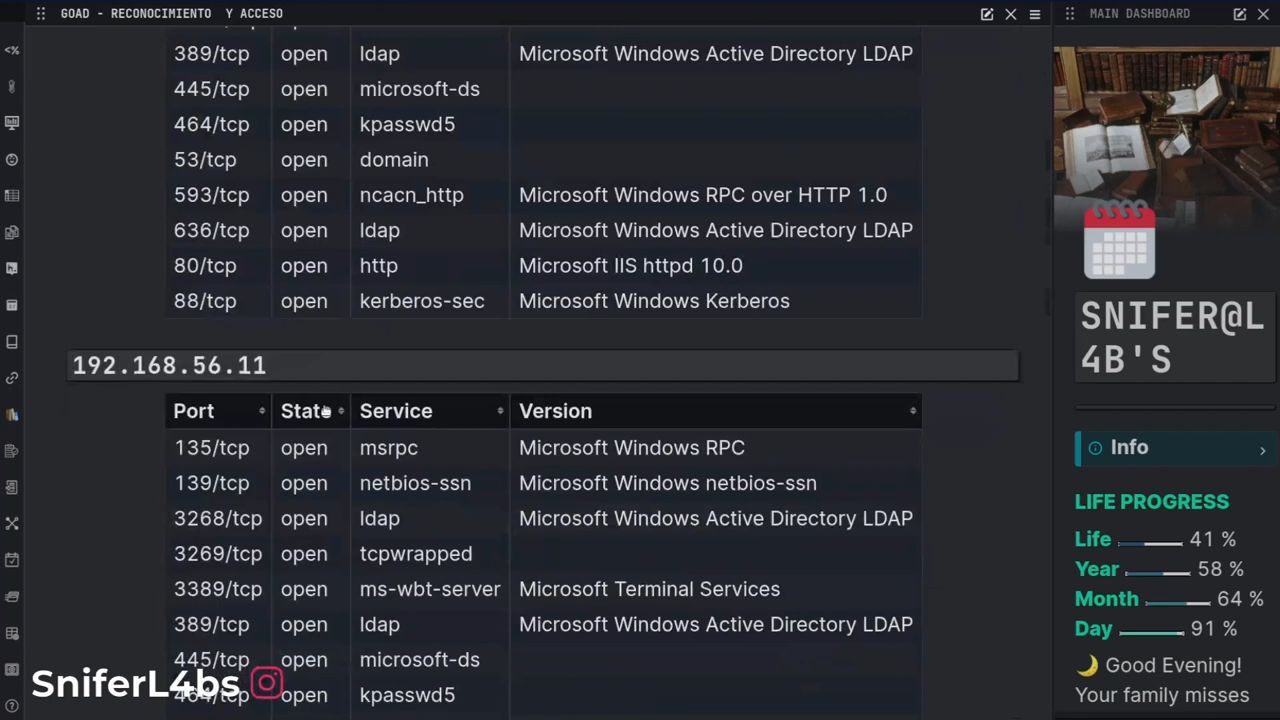 GOAD - RECONOCIMIENTO Y ACCESO
389/tcp open ldap Microsoft Windows Active Directory LDAP
445/tcp open microsoft-ds
464/tcp open kpasswd5
53/tcp open domain
593/tcp open ncacn_http Microsoft Windows RPC over HTTP 1.0
636/tcp open ldap Microsoft Windows Active Directory LDAP
80/tcp open http Microsoft IIS httpd 10.0
88/tcp open kerberos-sec Microsoft Windows Kerberos
192.168.56.11
Port State Service Version
135/tcp open msrpc Microsoft Windows RPC
139/tcp open netbios-ssn Microsoft Windows netbios-ssn
3268/tcp open ldap Microsoft Windows Active Directory LDAP
3269/tcp open tcpwrapped
3389/tcp open ms-wbt-server Microsoft Terminal Services
389/tcp open ldap Microsoft Windows Active Directory LDAP
445/tcp open microsoft-ds
464/tcp open kpasswd5
SniferL4bs
MAIN DASHBOARD
SNIFER@L
4B'S
Info
LIFE PROGRESS
Life 41 %
Year 58 %
Month 64 %
Day 91 %
🌙 Good Evening!
Your family misses